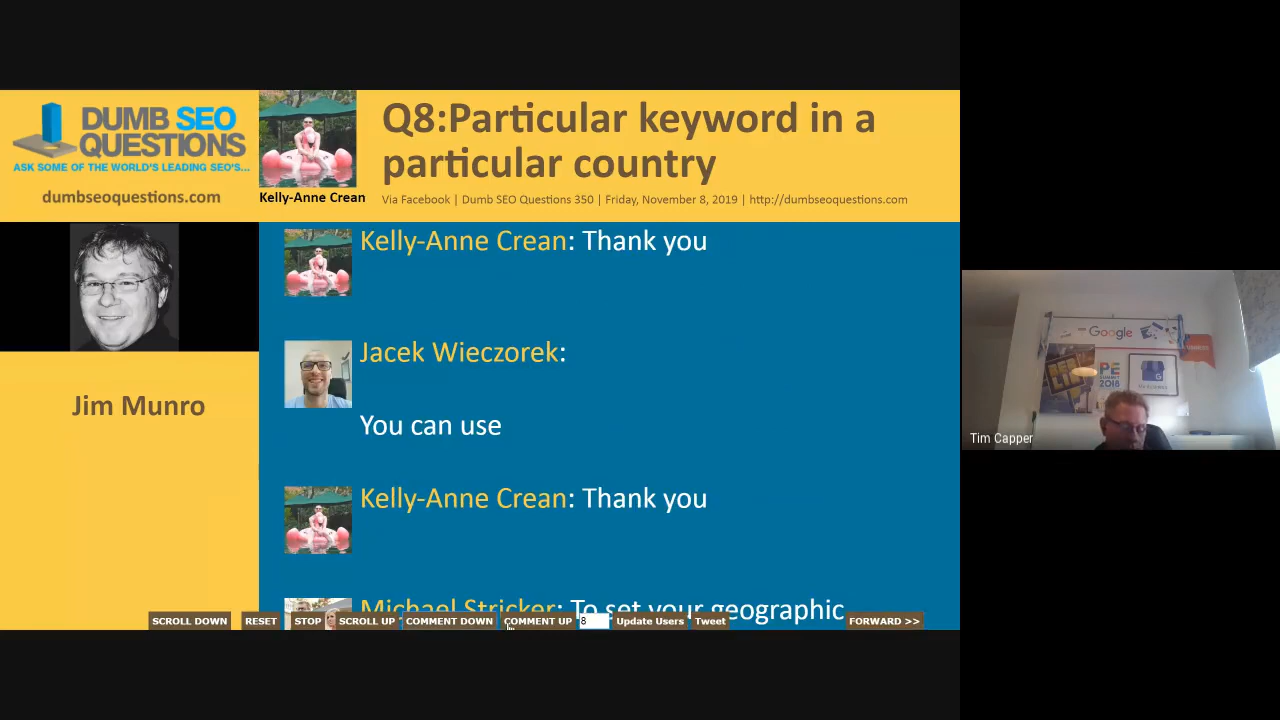 DUMB SEO
QUESTIONS
ASK SOME OF THE WORLD'S LEADING SEO'S...
dumbseoquestions.com
Kelly-Anne Crean
Q8:Particular keyword in a
particular country
Via Facebook | Dumb SEO Questions 350 | Friday, November 8, 2019 | http://dumbseoquestions.com
Jim Munro
Kelly-Anne Crean: Thank you
Jacek Wieczorek:
You can use
Kelly-Anne Crean: Thank you
Michael Stricker: To set your geographic
SCROLL DOWN
RESET
STOP
SCROLL UP
COMMENT DOWN
COMMENT UP
8
Update Users
Tweet
FORWARD >>
Google
SUMMIT
2018
Tim Capper